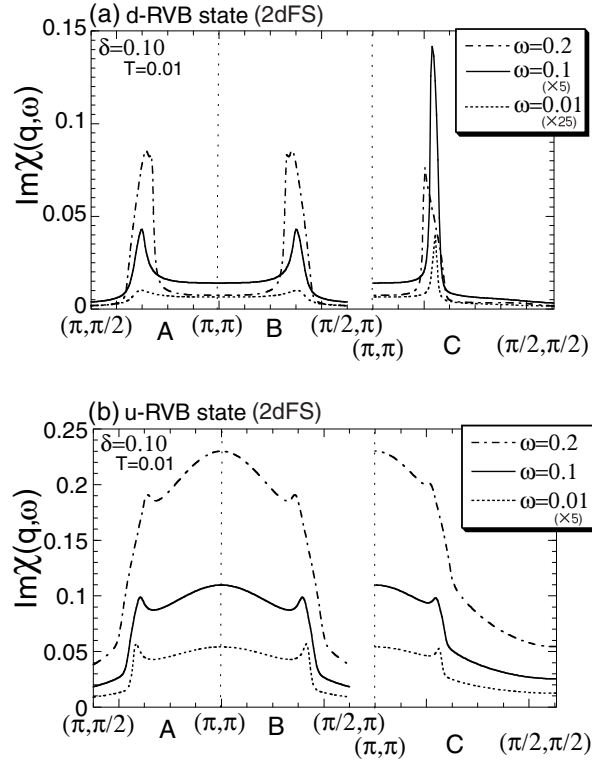 (a) d-RVB state (2dFS)
0.15
0.1
0.05
0
Imχ(q,ω)
δ=0.10
T=0.01
ω=0.2
ω=0.1
(×5)
ω=0.01
(×25)
(π,π/2)
A
(π,π)
B
(π/2,π)
(π,π)
C
(π/2,π/2)
(b) u-RVB state (2dFS)
0.25
0.2
0.15
0.1
0.05
0
Imχ(q,ω)
δ=0.10
T=0.01
ω=0.2
ω=0.1
ω=0.01
(×5)
(π,π/2)
A
(π,π)
B
(π/2,π)
(π,π)
C
(π/2,π/2)